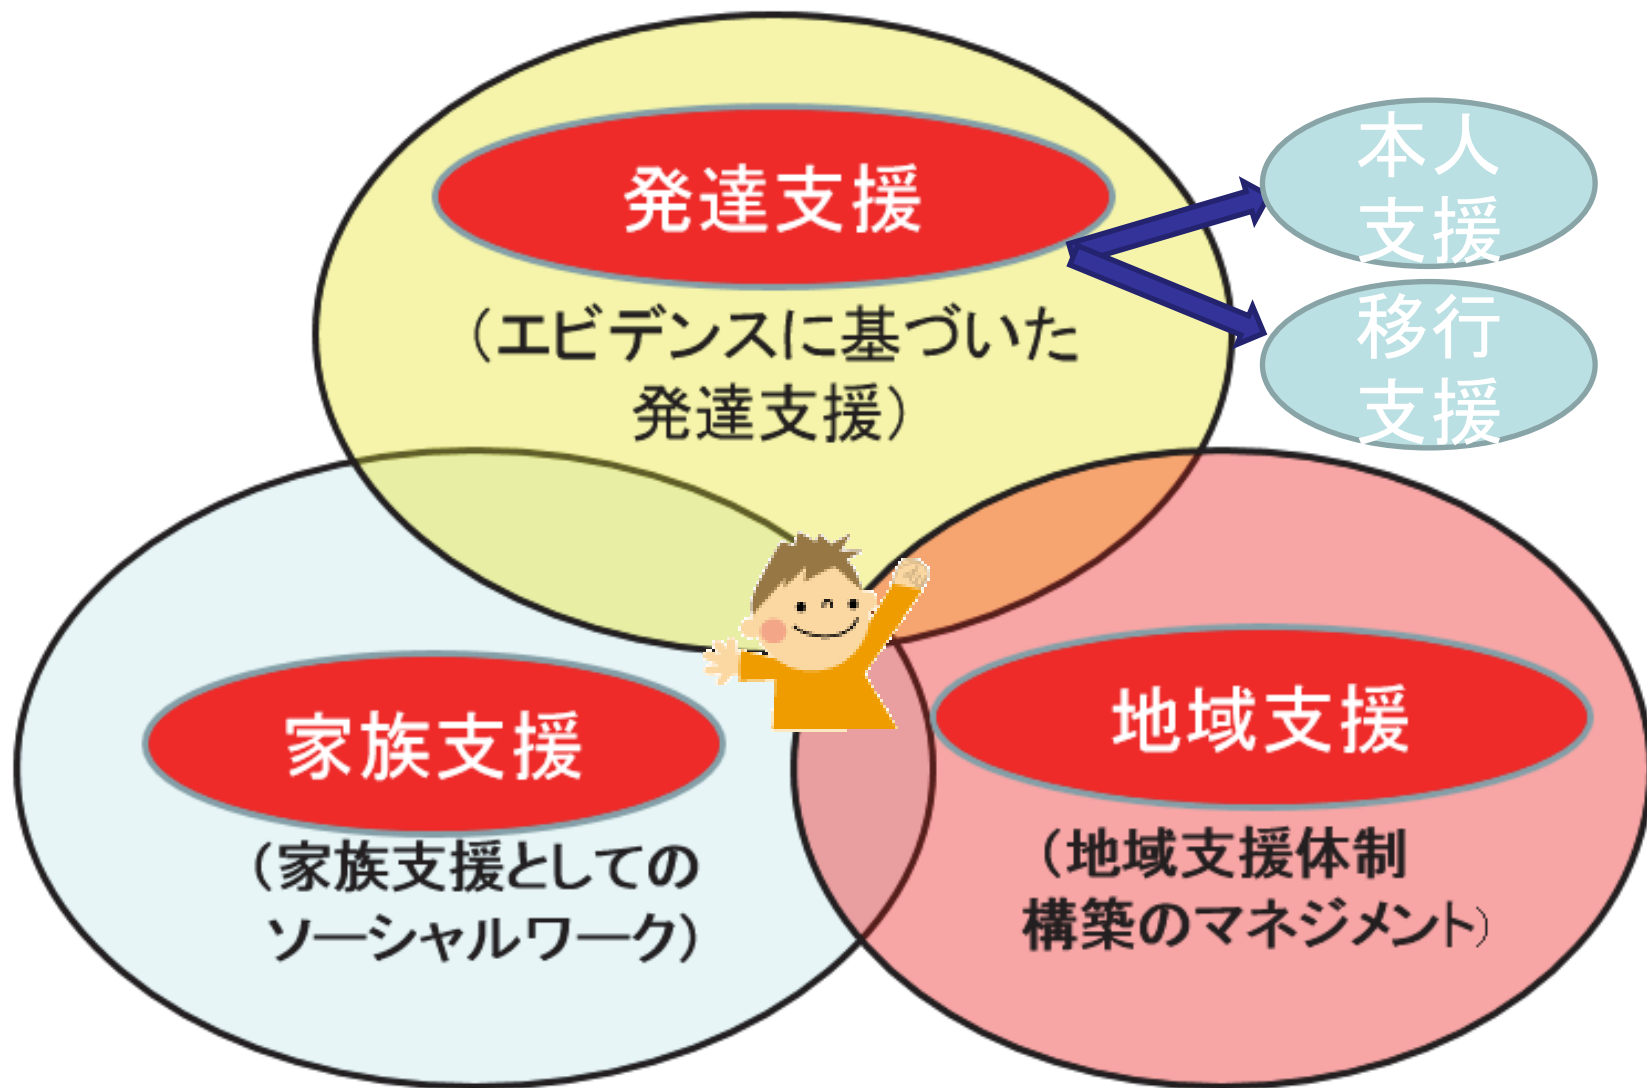 発達支援
（エビデンスに基づいた
発達支援）
本人
支援
移行
支援
家族支援
（家族支援としての
ソーシャルワーク）
地域支援
（地域支援体制
構築のマネジメント）